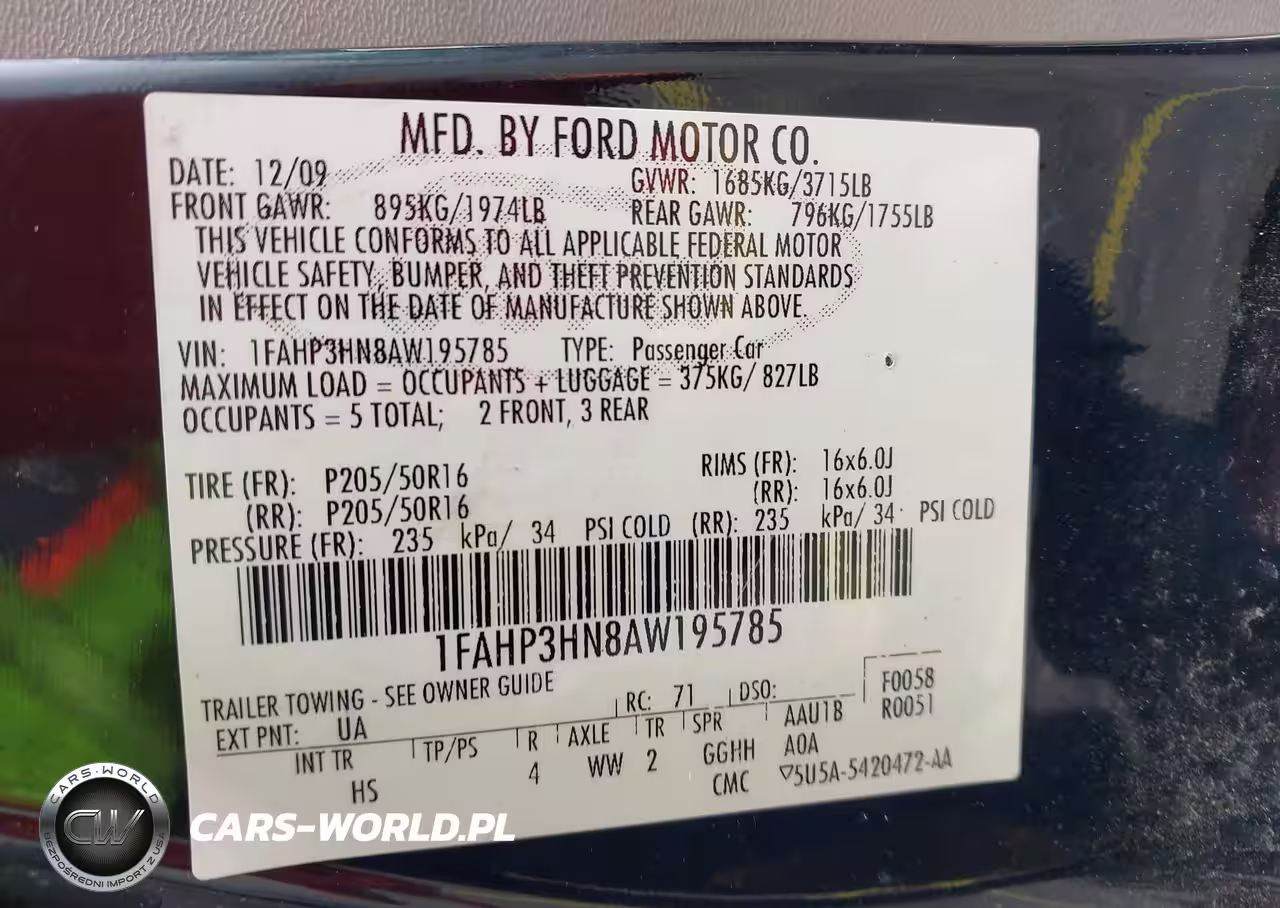 MFD. BY FORD MOTOR CO.
DATE: 12/09 GVWR: 1685KG/3715LB
FRONT GAWR: 895KG/1974LB REAR GAWR: 796KG/1755LB
THIS VEHICLE CONFORMS TO ALL APPLICABLE FEDERAL MOTOR
VEHICLE SAFETY, BUMPER, AND THEFT PREVENTION STANDARDS
IN EFFECT ON THE DATE OF MANUFACTURE SHOWN ABOVE.
VIN: 1FAHP3HN8AW195785 TYPE: Passenger Car
MAXIMUM LOAD = OCCUPANTS + LUGGAGE = 375KG/ 827LB
OCCUPANTS = 5 TOTAL; 2 FRONT, 3 REAR
TIRE (FR): P205/50R16 RIMS (FR): 16x6.0J
(RR): P205/50R16 (RR): 16x6.0J
PRESSURE (FR): 235 kPa/ 34 PSI COLD (RR): 235 kPa/ 34 PSI COLD
1FAHP3HN8AW195785
TRAILER TOWING - SEE OWNER GUIDE
EXT PNT: UA RC: 71 DSO: F0058
INT TR TP/PS R AXLE TR SPR AAU1B R0051
HS 4 WW 2 GGHH AOA
CMC 5U5A-5420472-AA
CARS-WORLD
CW
BEZPOŚREDNI IMPORT Z USA
CARS-WORLD.PL